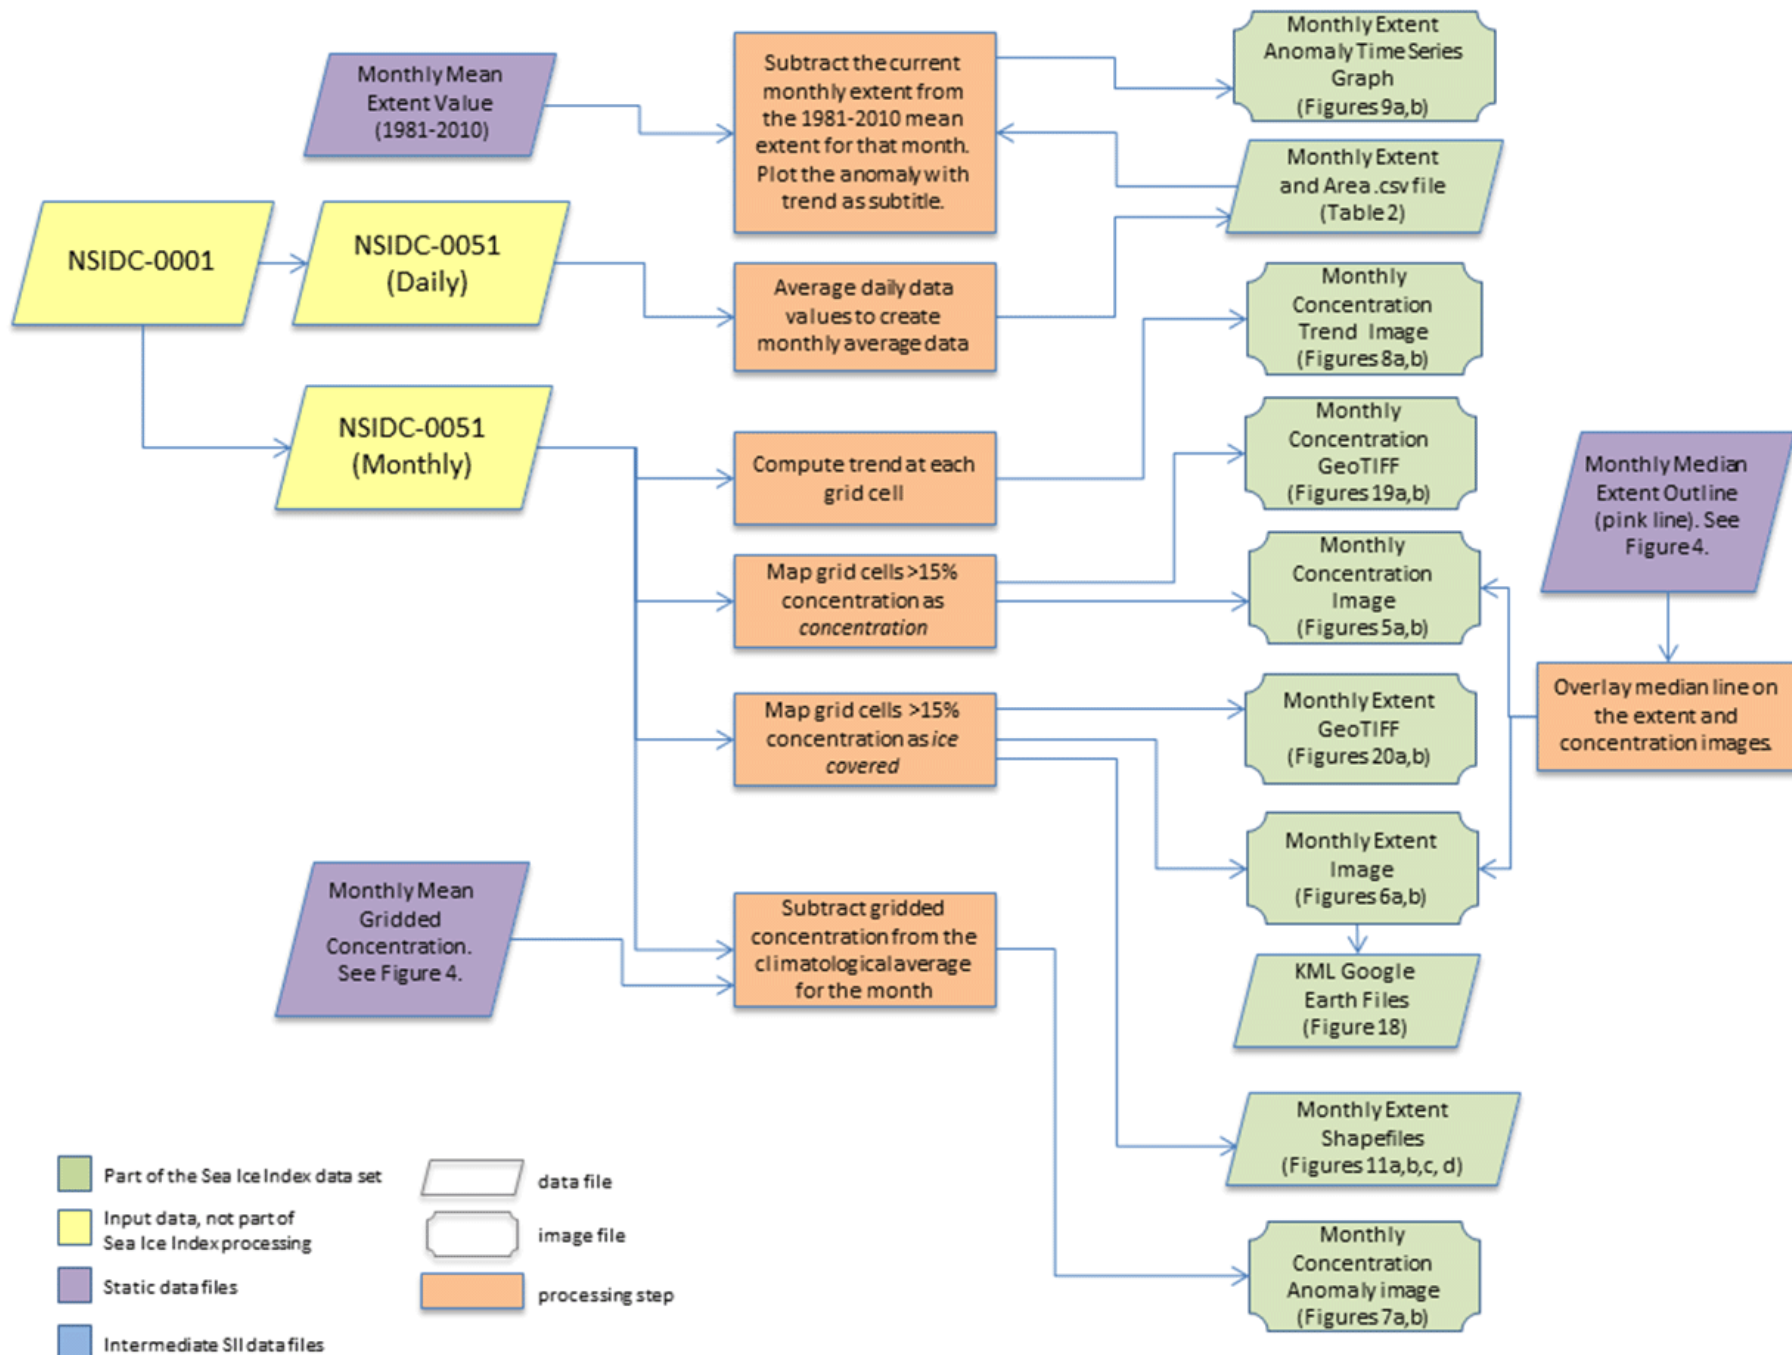 Monthly Mean
Extent Value
(1981-2010)
Subtract the current
monthly extent from
the 1981-2010 mean
extent for that month.
Plot the anomaly with
trend as subtitle.
Monthly Extent
Anomaly Time Series
Graph
(Figures 9a,b)
Monthly Extent
and Area .csv file
(Table 2)
NSIDC-0001
NSIDC-0051
(Daily)
Average daily data
values to create
monthly average data
Monthly
Concentration
Trend Image
(Figures 8a,b)
NSIDC-0051
(Monthly)
Compute trend at each
grid cell
Monthly
Concentration
GeoTIFF
(Figures 19a,b)
Monthly Median
Extent Outline
(pink line). See
Figure 4.
Map grid cells >15%
concentration as
concentration
Monthly
Concentration
Image
(Figures 5a,b)
Map grid cells >15%
concentration as ice
covered
Monthly Extent
GeoTIFF
(Figures 20a,b)
Overlay median line on
the extent and
concentration images.
Monthly Extent
Image
(Figures 6a,b)
Monthly Mean
Gridded
Concentration.
See Figure 4.
Subtract gridded
concentration from the
climatological average
for the month
KML Google
Earth Files
(Figure 18)
Monthly Extent
Shapefiles
(Figures 11a,b,c, d)
Monthly
Concentration
Anomaly image
(Figures 7a,b)
Part of the Sea Ice Index data set
Input data, not part of
Sea Ice Index processing
Static data files
Intermediate SII data files
data file
image file
processing step